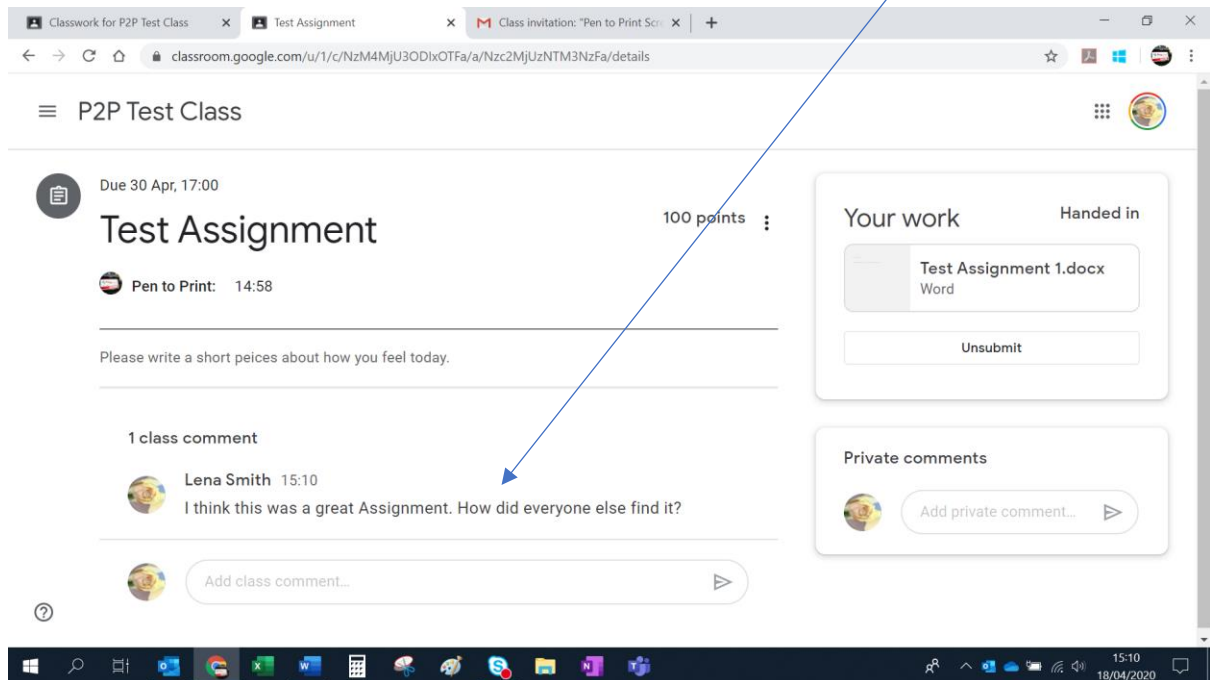 Classwork for P2P Test Class
Test Assignment
Class invitation: "Pen to Print Scr
classroom.google.com/u/1/c/NzM4MjU3ODIxOTFa/a/Nzc2MjUzNTM3NzFa/details
P2P Test Class
Due 30 Apr, 17:00
Test Assignment
100 points
Pen to Print: 14:58
Please write a short peices about how you feel today.
1 class comment
Lena Smith 15:10
I think this was a great Assignment. How did everyone else find it?
Add class comment...
Your work
Handed in
Test Assignment 1.docx
Word
Unsubmit
Private comments
Add private comment...
15:10
18/04/2020